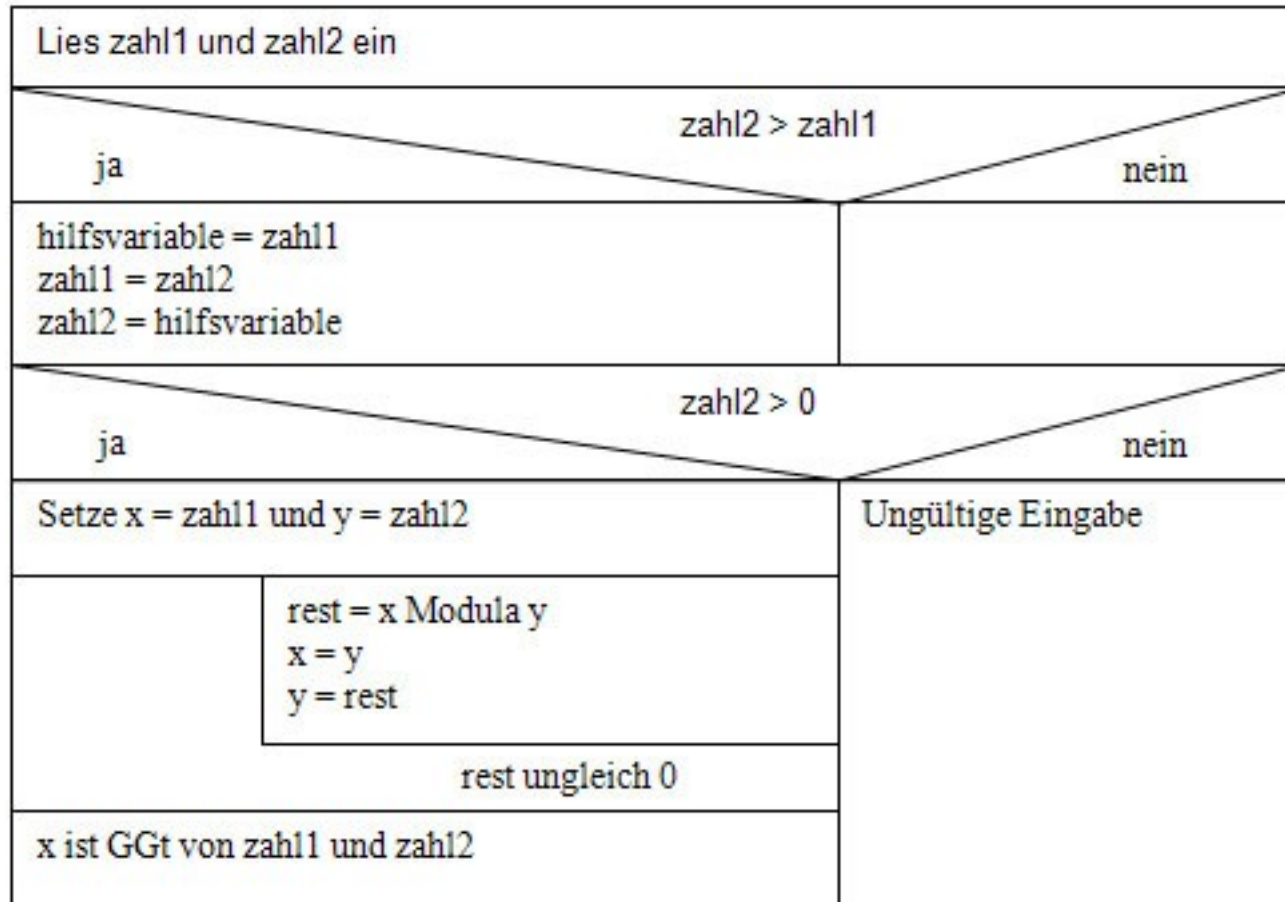 Lies zahl1 und zahl2 ein
zahl2 > zahl1
ja
nein
hilfsvariable = zahl1
zahl1 = zahl2
zahl2 = hilfsvariable
zahl2 > 0
ja
nein
Setze x = zahl1 und y = zahl2
Ungültige Eingabe
rest = x Modula y
x = y
y = rest
rest ungleich 0
x ist GGt von zahl1 und zahl2